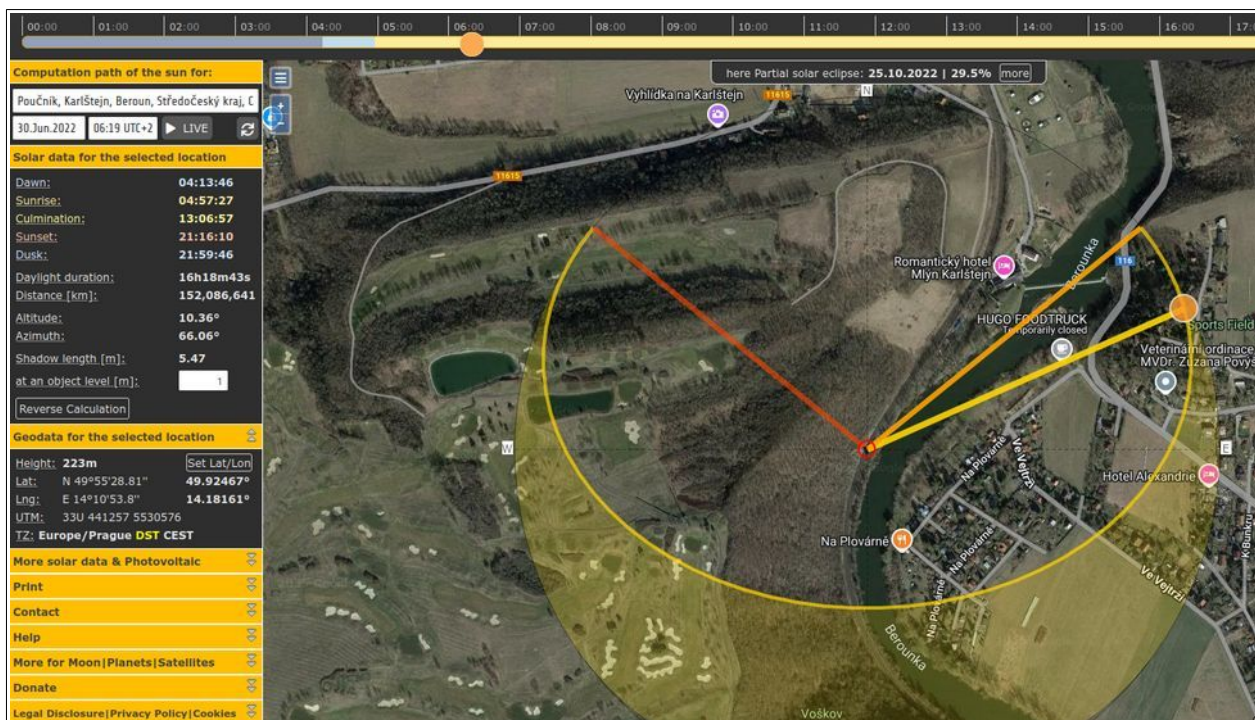 00:00 01:00 02:00 03:00 04:00 05:00 06:00 07:00 08:00 09:00 10:00 11:00 12:00 13:00 14:00 15:00 16:00 17:
Computation path of the sun for:
Poučník, Karlštejn, Beroun, Středočeský kraj, C
30.Jun.2022 06:19 UTC+2 LIVE
Solar data for the selected location
Dawn: 04:13:46
Sunrise: 04:57:27
Culmination: 13:06:57
Sunset: 21:16:10
Dusk: 21:59:46
Daylight duration: 16h18m43s
Distance [km]: 152,086,641
Altitude: 10.36°
Azimuth: 66.06°
Shadow length [m]: 5.47
at an object level [m]: 1
Reverse Calculation
Geodata for the selected location
Height: 223m Set Lat/Lon
Lat: N 49°55'28.81'' 49.92467°
Lng: E 14°10'53.8'' 14.18161°
UTM: 33U 441257 5530576
TZ: Europe/Prague DST CEST
More solar data & Photovoltaic
Print
Contact
Help
More for Moon|Planets|Satellites
Donate
Legal Disclosure|Privacy Policy|Cookies
here Partial solar eclipse: 25.10.2022 | 29.5% more
N
Vyhlídka na Karlštejn
11615
11615
Romantický hotel
Mlýn Karlštejn
Berounka
116
HUGO FOODTRUCK
Temporarily closed
Sports Field
Veterinární ordinace
MVDr. Zuzana Povýš
W
E
Na Plovárně
Ve Vejtrži
Hotel Alexandrie
Na Plovárně
Na Plovárně
Na Plovárně
K Bunkru
Ve Vejtrži
Berounka
Voškov